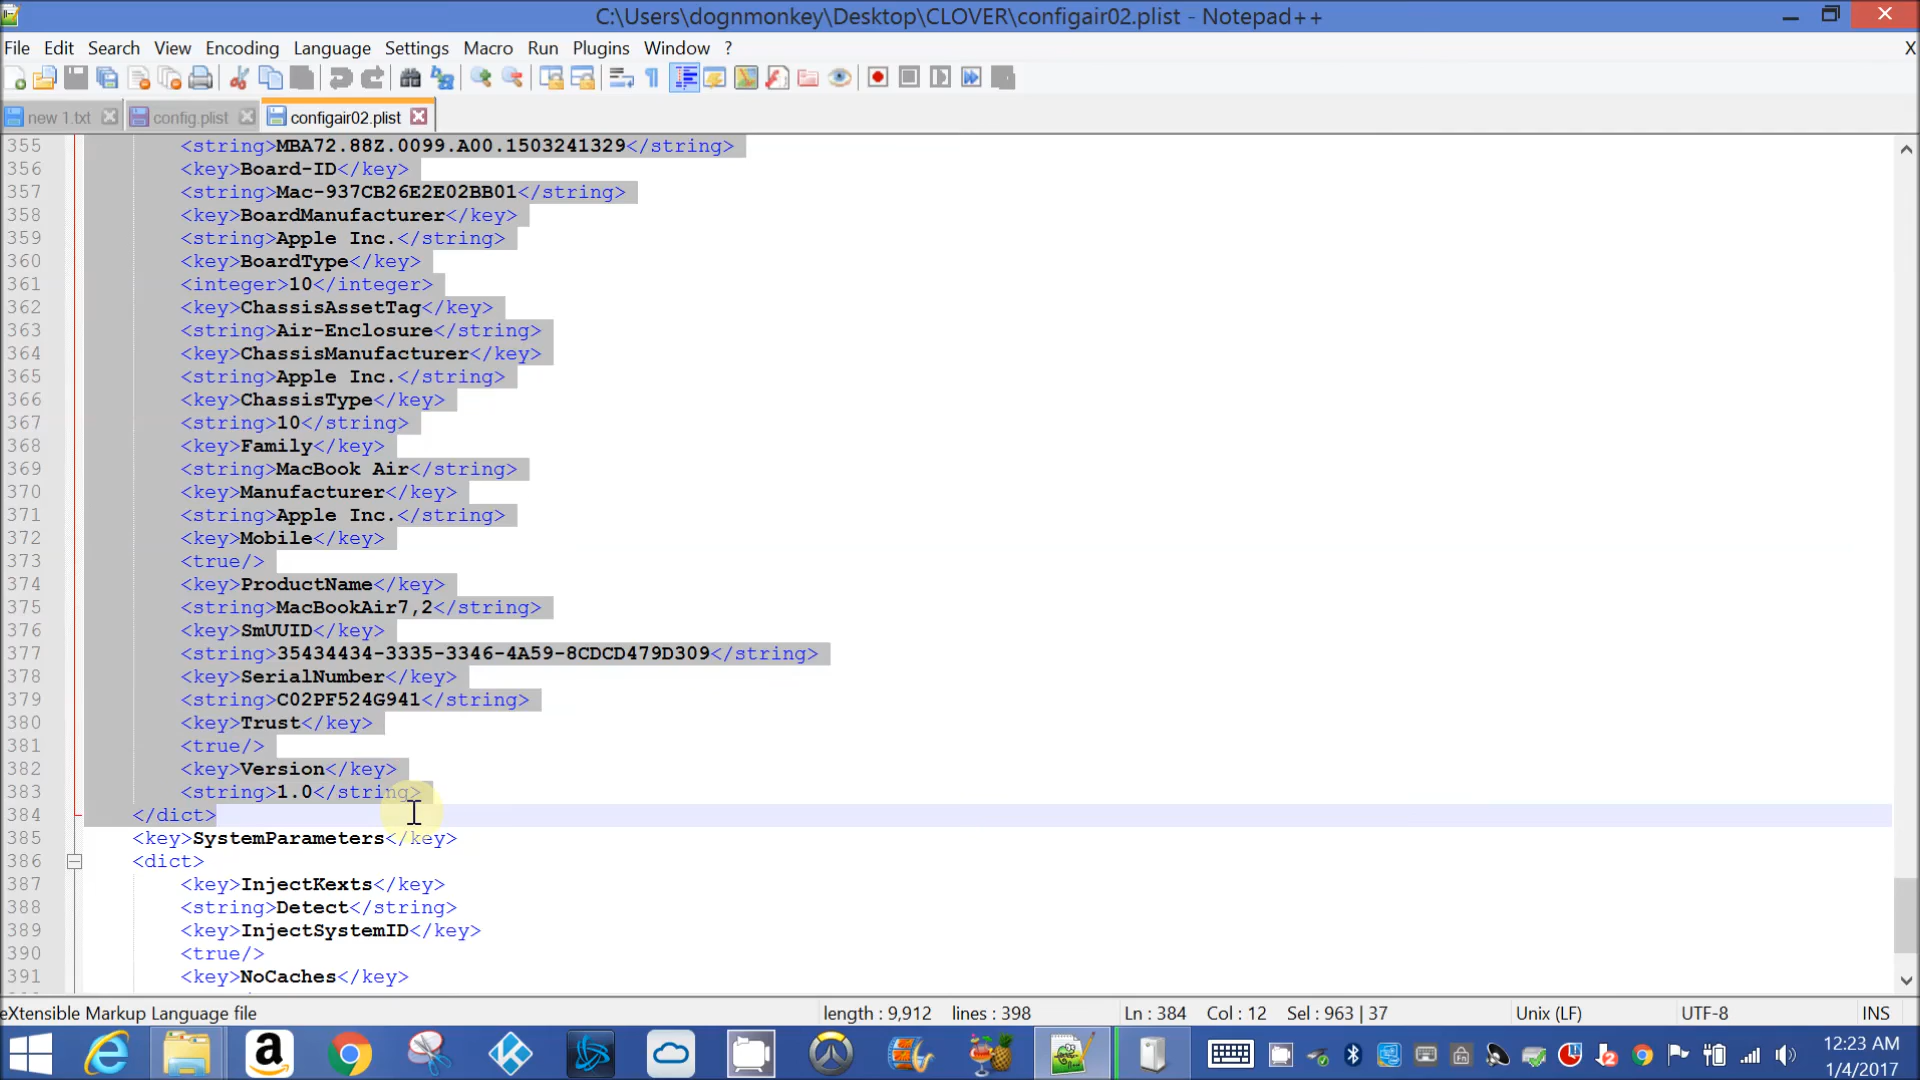 C:\Users\dognmonkey\Desktop\CLOVER\configair02.plist - Notepad++
File Edit Search View Encoding Language Settings Macro Run Plugins Window ? X
new 1.txt config.plist configair02.plist
355 <string>MBA72.88Z.0099.A00.1503241329</string>
356 <key>Board-ID</key>
357 <string>Mac-937CB26E2E02BB01</string>
358 <key>BoardManufacturer</key>
359 <string>Apple Inc.</string>
360 <key>BoardType</key>
361 <integer>10</integer>
362 <key>ChassisAssetTag</key>
363 <string>Air-Enclosure</string>
364 <key>ChassisManufacturer</key>
365 <string>Apple Inc.</string>
366 <key>ChassisType</key>
367 <string>10</string>
368 <key>Family</key>
369 <string>MacBook Air</string>
370 <key>Manufacturer</key>
371 <string>Apple Inc.</string>
372 <key>Mobile</key>
373 <true/>
374 <key>ProductName</key>
375 <string>MacBookAir7,2</string>
376 <key>SmUUID</key>
377 <string>35434434-3335-3346-4A59-8CDCD479D309</string>
378 <key>SerialNumber</key>
379 <string>C02PF524G941</string>
380 <key>Trust</key>
381 <true/>
382 <key>Version</key>
383 <string>1.0</string>
384 </dict>
385 <key>SystemParameters</key>
386 <dict>
387 <key>InjectKexts</key>
388 <string>Detect</string>
389 <key>InjectSystemID</key>
390 <true/>
391 <key>NoCaches</key>
eXtensible Markup Language file length : 9,912 lines : 398 Ln : 384 Col : 12 Sel : 963 | 37 Unix (LF) UTF-8 INS
12:23 AM
1/4/2017